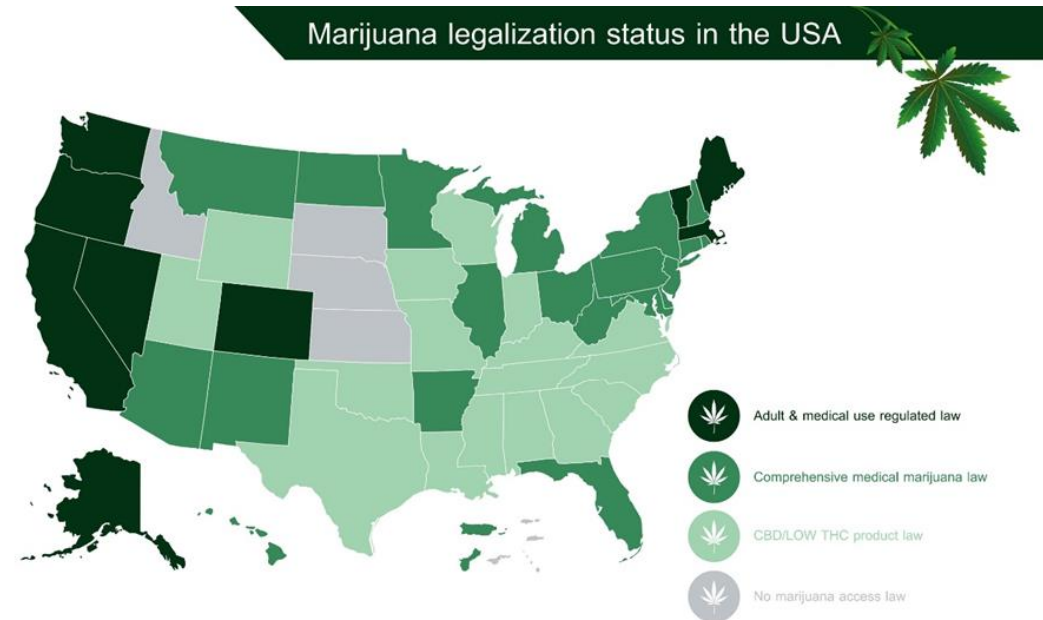 Marijuana legalization status in the USA
Adult & medical use regulated law
Comprehensive medical marijuana law
CBD/LOW THC product law
No marijuana access law